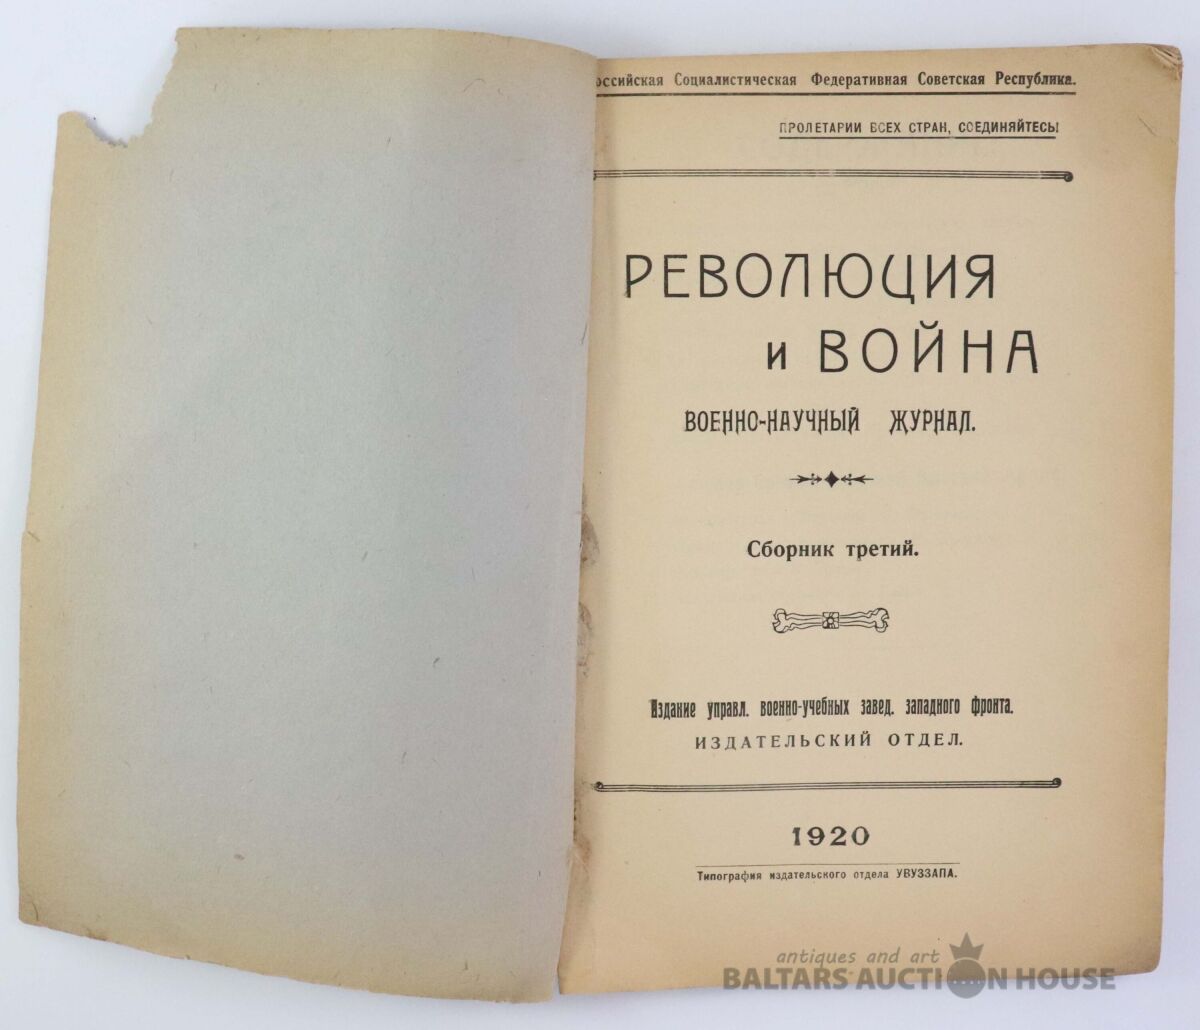 оссийская Социалистическая Федеративная Советская Республика.
ПРОЛЕТАРИИ ВСЕХ СТРАН, СОЕДИНЯЙТЕСЬ!
РЕВОЛЮЦИЯ
и ВОЙНА
ВОЕННО-НАУЧНЫЙ ЖУРНАЛ.
Сборник третий.
Издание управл. военно-учебных завед. западного фронта.
ИЗДАТЕЛЬСКИЙ ОТДЕЛ.
1920
Типография издательского отдела УВУЗЗАПА.
antiques and art
BALTARS AUCTION HOUSE